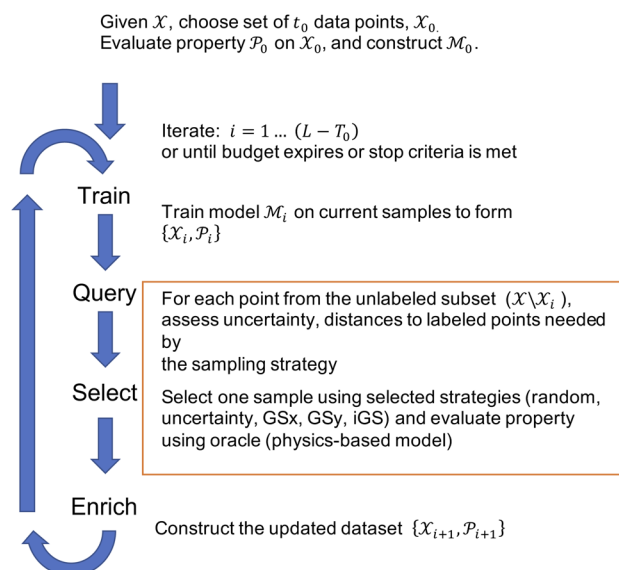 Given 𝒳, choose set of t₀ data points, 𝒳₀.
Evaluate property 𝒫₀ on 𝒳₀, and construct ℳ₀.
Iterate: i = 1 … (L − T₀)
or until budget expires or stop criteria is met
Train
Train model ℳᵢ on current samples to form
{𝒳ᵢ, 𝒫ᵢ}
Query
For each point from the unlabeled subset (𝒳\𝒳ᵢ ),
assess uncertainty, distances to labeled points needed
by
the sampling strategy
Select
Select one sample using selected strategies (random,
uncertainty, GSx, GSy, iGS) and evaluate property
using oracle (physics-based model)
Enrich
Construct the updated dataset {𝒳ᵢ₊₁, 𝒫ᵢ₊₁}